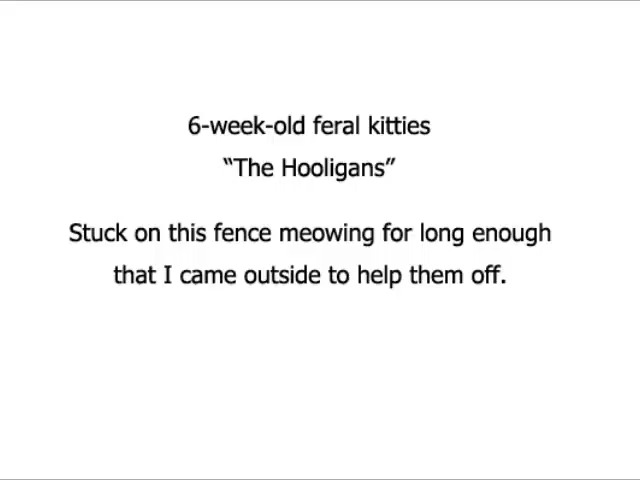 6-week-old feral kitties
“The Hooligans”
Stuck on this fence meowing for long enough
that I came outside to help them off.